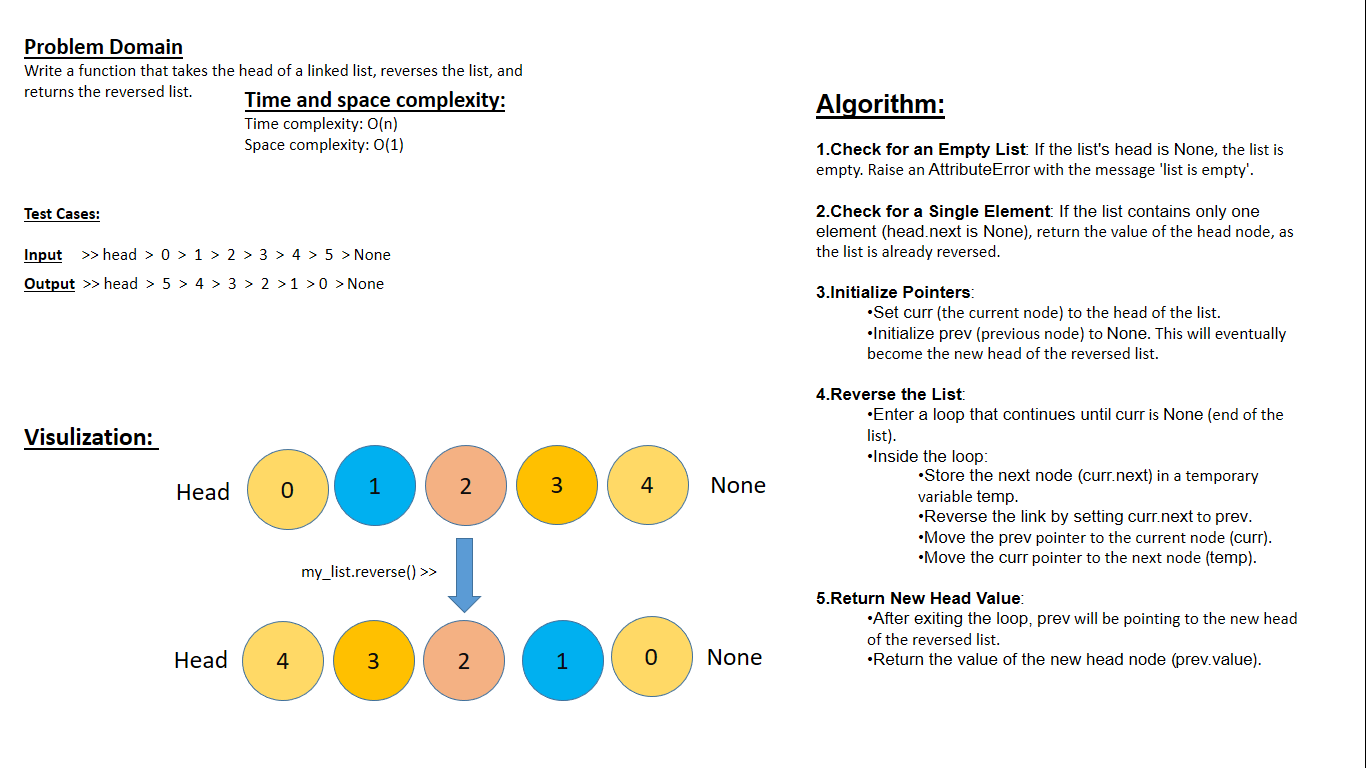 Problem Domain
Write a function that takes the head of a linked list, reverses the list, and
returns the reversed list.
Time and space complexity:
Time complexity: O(n)
Space complexity: O(1)
Test Cases:
Input >> head > 0 > 1 > 2 > 3 > 4 > 5 > None
Output >> head > 5 > 4 > 3 > 2 >1 >0 >None
Visulization:
Head 0 1 2 3 4 None
my_list.reverse() >>
Head 4 3 2 1 0 None
Algorithm:
1.Check for an Empty List: If the list's head is None, the list is
empty. Raise an AttributeError with the message 'list is empty'.
2.Check for a Single Element: If the list contains only one
element (head.next is None), return the value of the head node, as
the list is already reversed.
3.Initialize Pointers:
•Set curr (the current node) to the head of the list.
•Initialize prev (previous node) to None. This will eventually
become the new head of the reversed list.
4.Reverse the List:
•Enter a loop that continues until curr is None (end of the
list).
•Inside the loop:
•Store the next node (curr.next) in a temporary
variable temp.
•Reverse the link by setting curr.next to prev.
•Move the prev pointer to the current node (curr).
•Move the curr pointer to the next node (temp).
5.Return New Head Value:
•After exiting the loop, prev will be pointing to the new head
of the reversed list.
•Return the value of the new head node (prev.value).